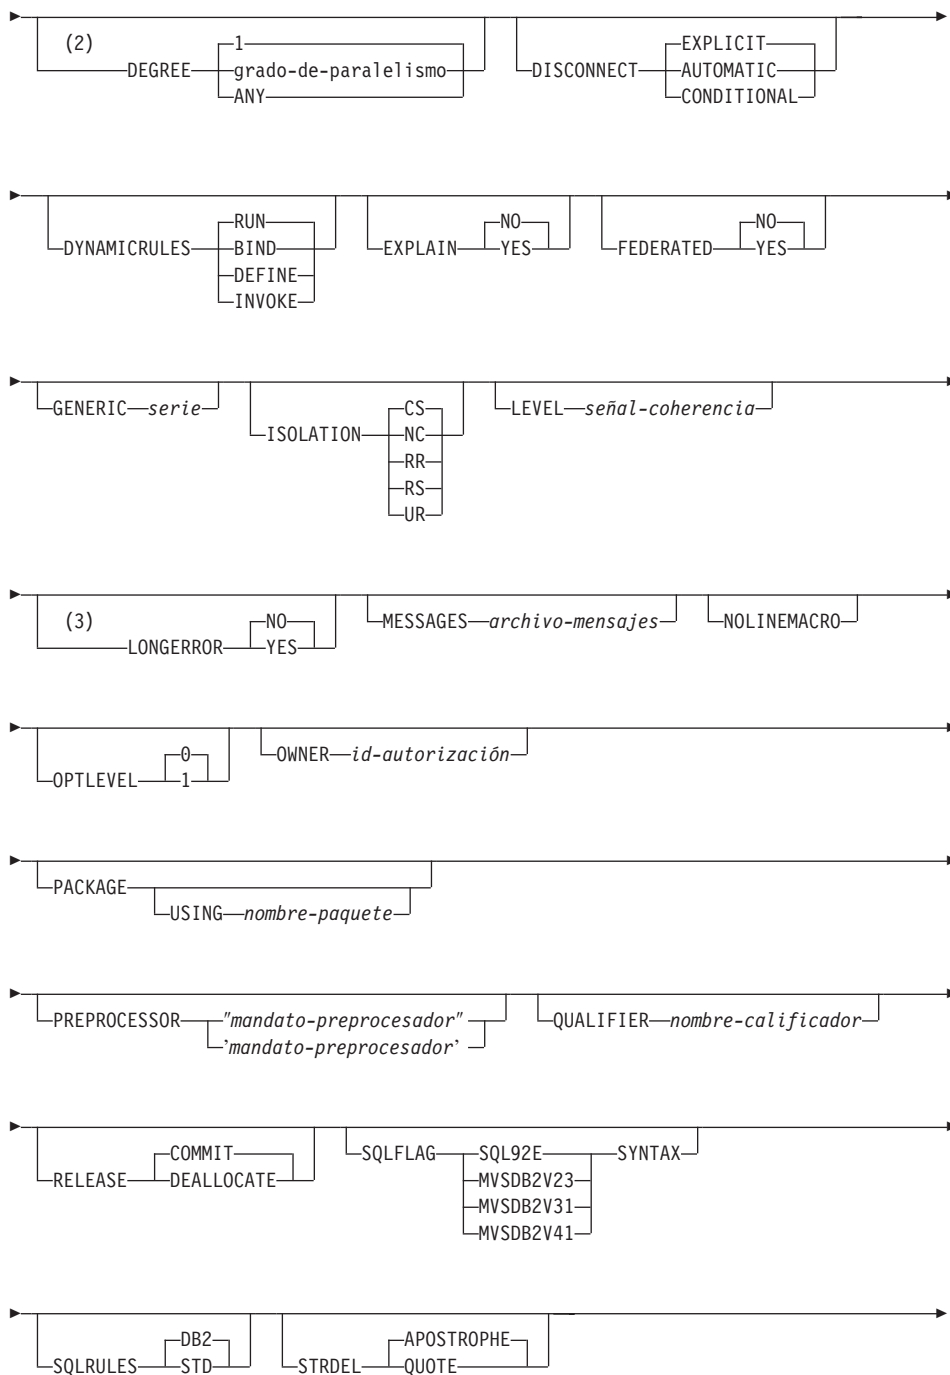 (2)
DEGREE
1
grado-de-paralelismo
ANY
DISCONNECT
EXPLICIT
AUTOMATIC
CONDITIONAL
DYNAMICRULES
RUN
BIND
DEFINE
INVOKE
EXPLAIN
NO
YES
FEDERATED
NO
YES
GENERIC serie
ISOLATION
CS
NC
RR
RS
UR
LEVEL señal-coherencia
(3)
LONGERROR
NO
YES
MESSAGES archivo-mensajes
NOLINEMACRO
OPTLEVEL
0
1
OWNER id-autorización
PACKAGE
USING nombre-paquete
PREPROCESSOR
"mandato-preprocesador"
'mandato-preprocesador'
QUALIFIER nombre-calificador
RELEASE
COMMIT
DEALLOCATE
SQLFLAG
SQL92E
MVSDB2V23
MVSDB2V31
MVSDB2V41
SYNTAX
SQLRULES
DB2
STD
STRDEL
APOSTROPHE
QUOTE